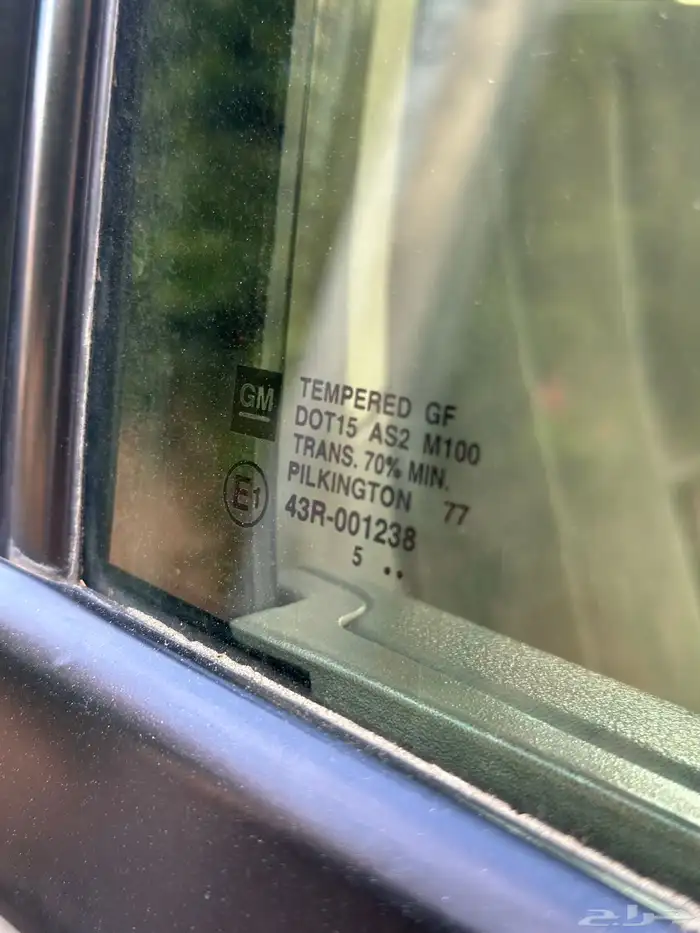 GM
TEMPERED GF
DOT15 AS2 M100
TRANS. 70% MIN.
PILKINGTON 77
E1
43R-001238
5 ••
حراج